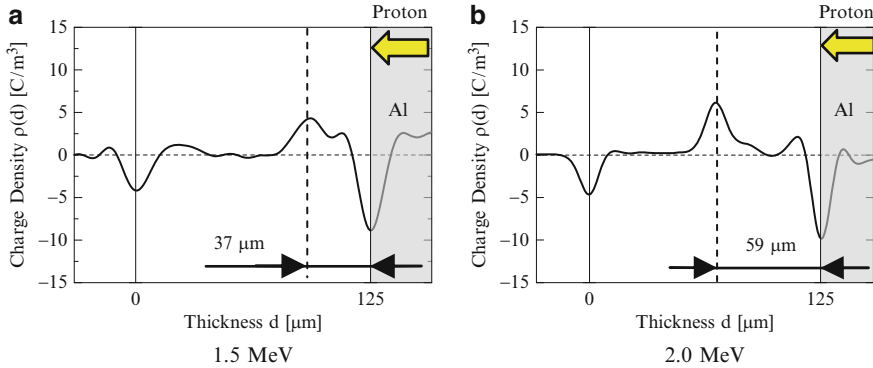 a
Proton
15
10
5
0
−5
−10
−15
Charge Density ρ(d) [C/m³]
Al
37 μm
0
125
Thickness d [μm]
1.5 MeV
b
Proton
15
10
5
0
−5
−10
−15
Charge Density ρ(d) [C/m³]
Al
59 μm
0
125
Thickness d [μm]
2.0 MeV